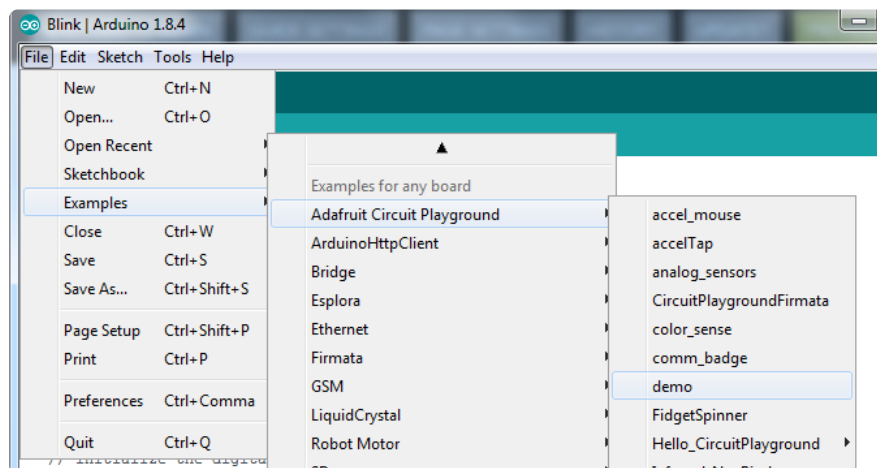 Blink | Arduino 1.8.4
File Edit Sketch Tools Help
New Ctrl+N
Open... Ctrl+O
Open Recent
Sketchbook
Examples
Close Ctrl+W
Save Ctrl+S
Save As... Ctrl+Shift+S
Page Setup Ctrl+Shift+P
Print Ctrl+P
Preferences Ctrl+Comma
Quit Ctrl+Q
// initialize the digita
Examples for any board
Adafruit Circuit Playground
ArduinoHttpClient
Bridge
Esplora
Ethernet
Firmata
GSM
LiquidCrystal
Robot Motor
accel_mouse
accelTap
analog_sensors
CircuitPlaygroundFirmata
color_sense
comm_badge
demo
FidgetSpinner
Hello_CircuitPlayground